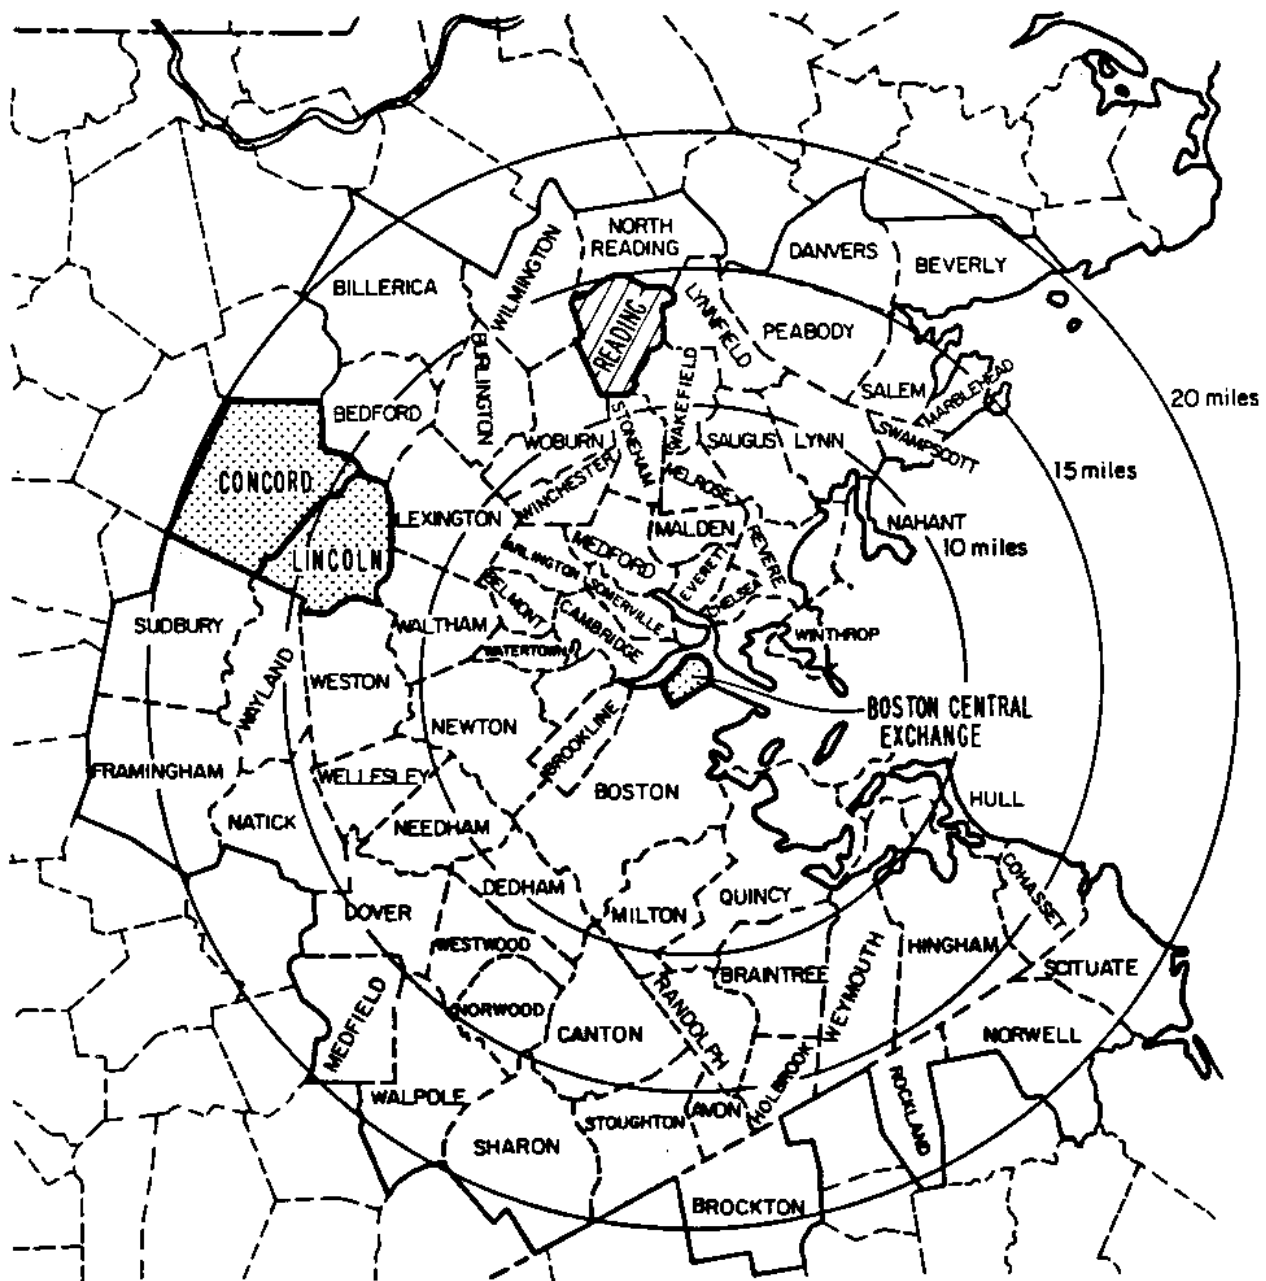 NORTH
READING
DANVERS
BEVERLY
BILLERICA
WILMINGTON
READING
LYNNFIELD
PEABODY
BURLINGTON
WAKEFIELD
SALEM
MARBLEHEAD
20 miles
BEDFORD
STONEHAM
WOBURN
SAUGUS
LYNN
SWAMPSCOTT
15 miles
CONCORD
WINCHESTER
MELROSE
LEXINGTON
MALDEN
REVERE
NAHANT
10 miles
LINCOLN
ARLINGTON
MEDFORD
EVERETT
CHELSEA
BELMONT
SOMERVILLE
SUDBURY
WALTHAM
CAMBRIDGE
WINTHROP
WATERTOWN
WAYLAND
WESTON
BOSTON CENTRAL
EXCHANGE
NEWTON
BROOKLINE
FRAMINGHAM
WELLESLEY
BOSTON
HULL
NATICK
NEEDHAM
DEDHAM
QUINCY
COHASSET
DOVER
MILTON
WESTWOOD
BRAINTREE
WEYMOUTH
HINGHAM
SCITUATE
MEDFIELD
NORWOOD
CANTON
RANDOLPH
NORWELL
WALPOLE
HOLBROOK
ROCKLAND
AVON
STOUGHTON
SHARON
BROCKTON